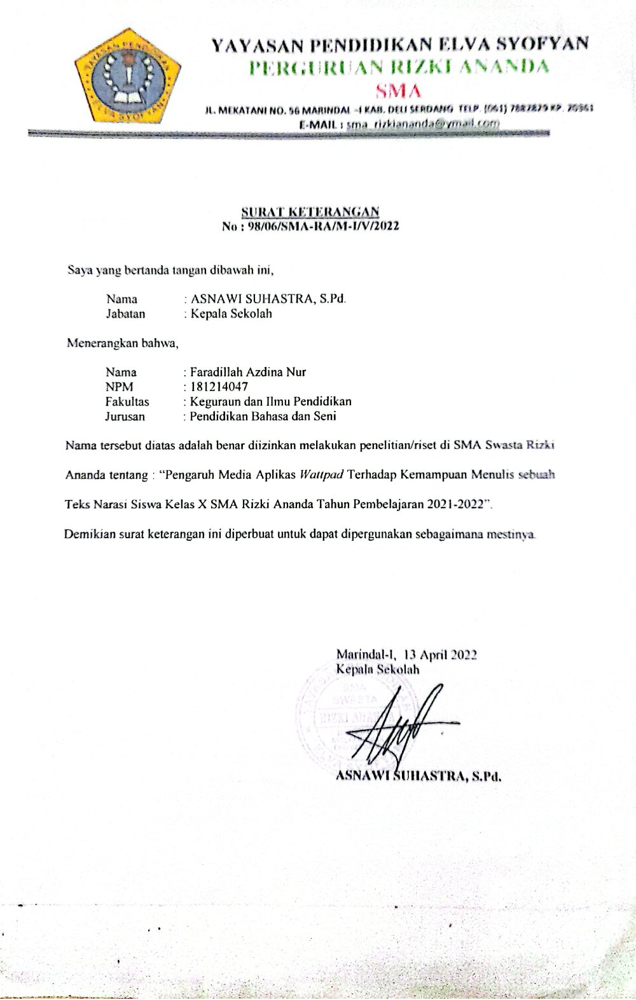 YAYASAN PENDIDIKAN ELVA SYOFYAN
PERGURUAN RIZKI ANANDA
SMA
JL. MEKATANI NO. 96 MARINDAL -I KAB. DELI SERDANG TELP. (061) 7882829 KP. 20361
E-MAIL : sma_rizkiananda@ymail.com
YAYASAN PENDIDIKAN
ELVA SYOFYAN
SURAT KETERANGAN
No : 98/06/SMA-RA/M-I/V/2022
Saya yang bertanda tangan dibawah ini,
Nama : ASNAWI SUHASTRA, S.Pd.
Jabatan : Kepala Sekolah
Menerangkan bahwa,
Nama : Faradillah Azdina Nur
NPM : 181214047
Fakultas : Keguraun dan Ilmu Pendidikan
Jurusan : Pendidikan Bahasa dan Seni
Nama tersebut diatas adalah benar diizinkan melakukan penelitian/riset di SMA Swasta Rizki
Ananda tentang : “Pengaruh Media Aplikas Wattpad Terhadap Kemampuan Menulis sebuah
Teks Narasi Siswa Kelas X SMA Rizki Ananda Tahun Pembelajaran 2021-2022”.
Demikian surat keterangan ini diperbuat untuk dapat dipergunakan sebagaimana mestinya.
Marindal-I, 13 April 2022
Kepala Sekolah
SMA
SWASTA
RIZKI ANANDA
ASNAWI SUHASTRA, S.Pd.